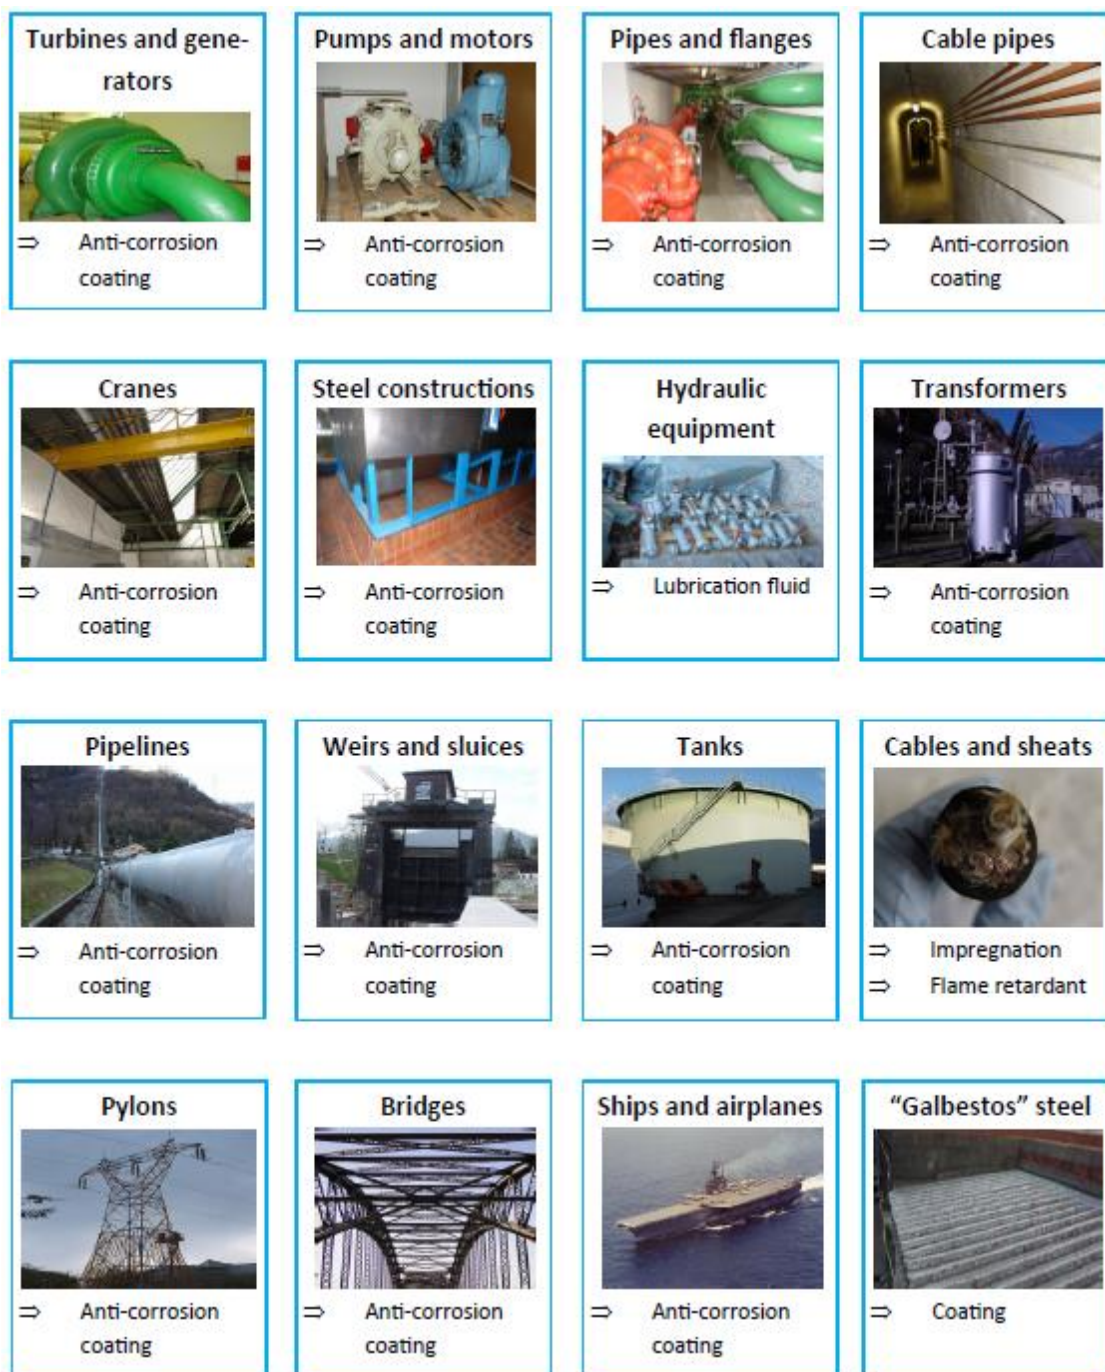 Turbines and gene-
rators
⇒ Anti-corrosion
coating
Pumps and motors
⇒ Anti-corrosion
coating
Pipes and flanges
⇒ Anti-corrosion
coating
Cable pipes
⇒ Anti-corrosion
coating
Cranes
⇒ Anti-corrosion
coating
Steel constructions
⇒ Anti-corrosion
coating
Hydraulic
equipment
⇒ Lubrication fluid
Transformers
⇒ Anti-corrosion
coating
Pipelines
⇒ Anti-corrosion
coating
Weirs and sluices
⇒ Anti-corrosion
coating
Tanks
⇒ Anti-corrosion
coating
Cables and sheats
⇒ Impregnation
⇒ Flame retardant
Pylons
⇒ Anti-corrosion
coating
Bridges
⇒ Anti-corrosion
coating
Ships and airplanes
⇒ Anti-corrosion
coating
“Galbestos” steel
⇒ Coating